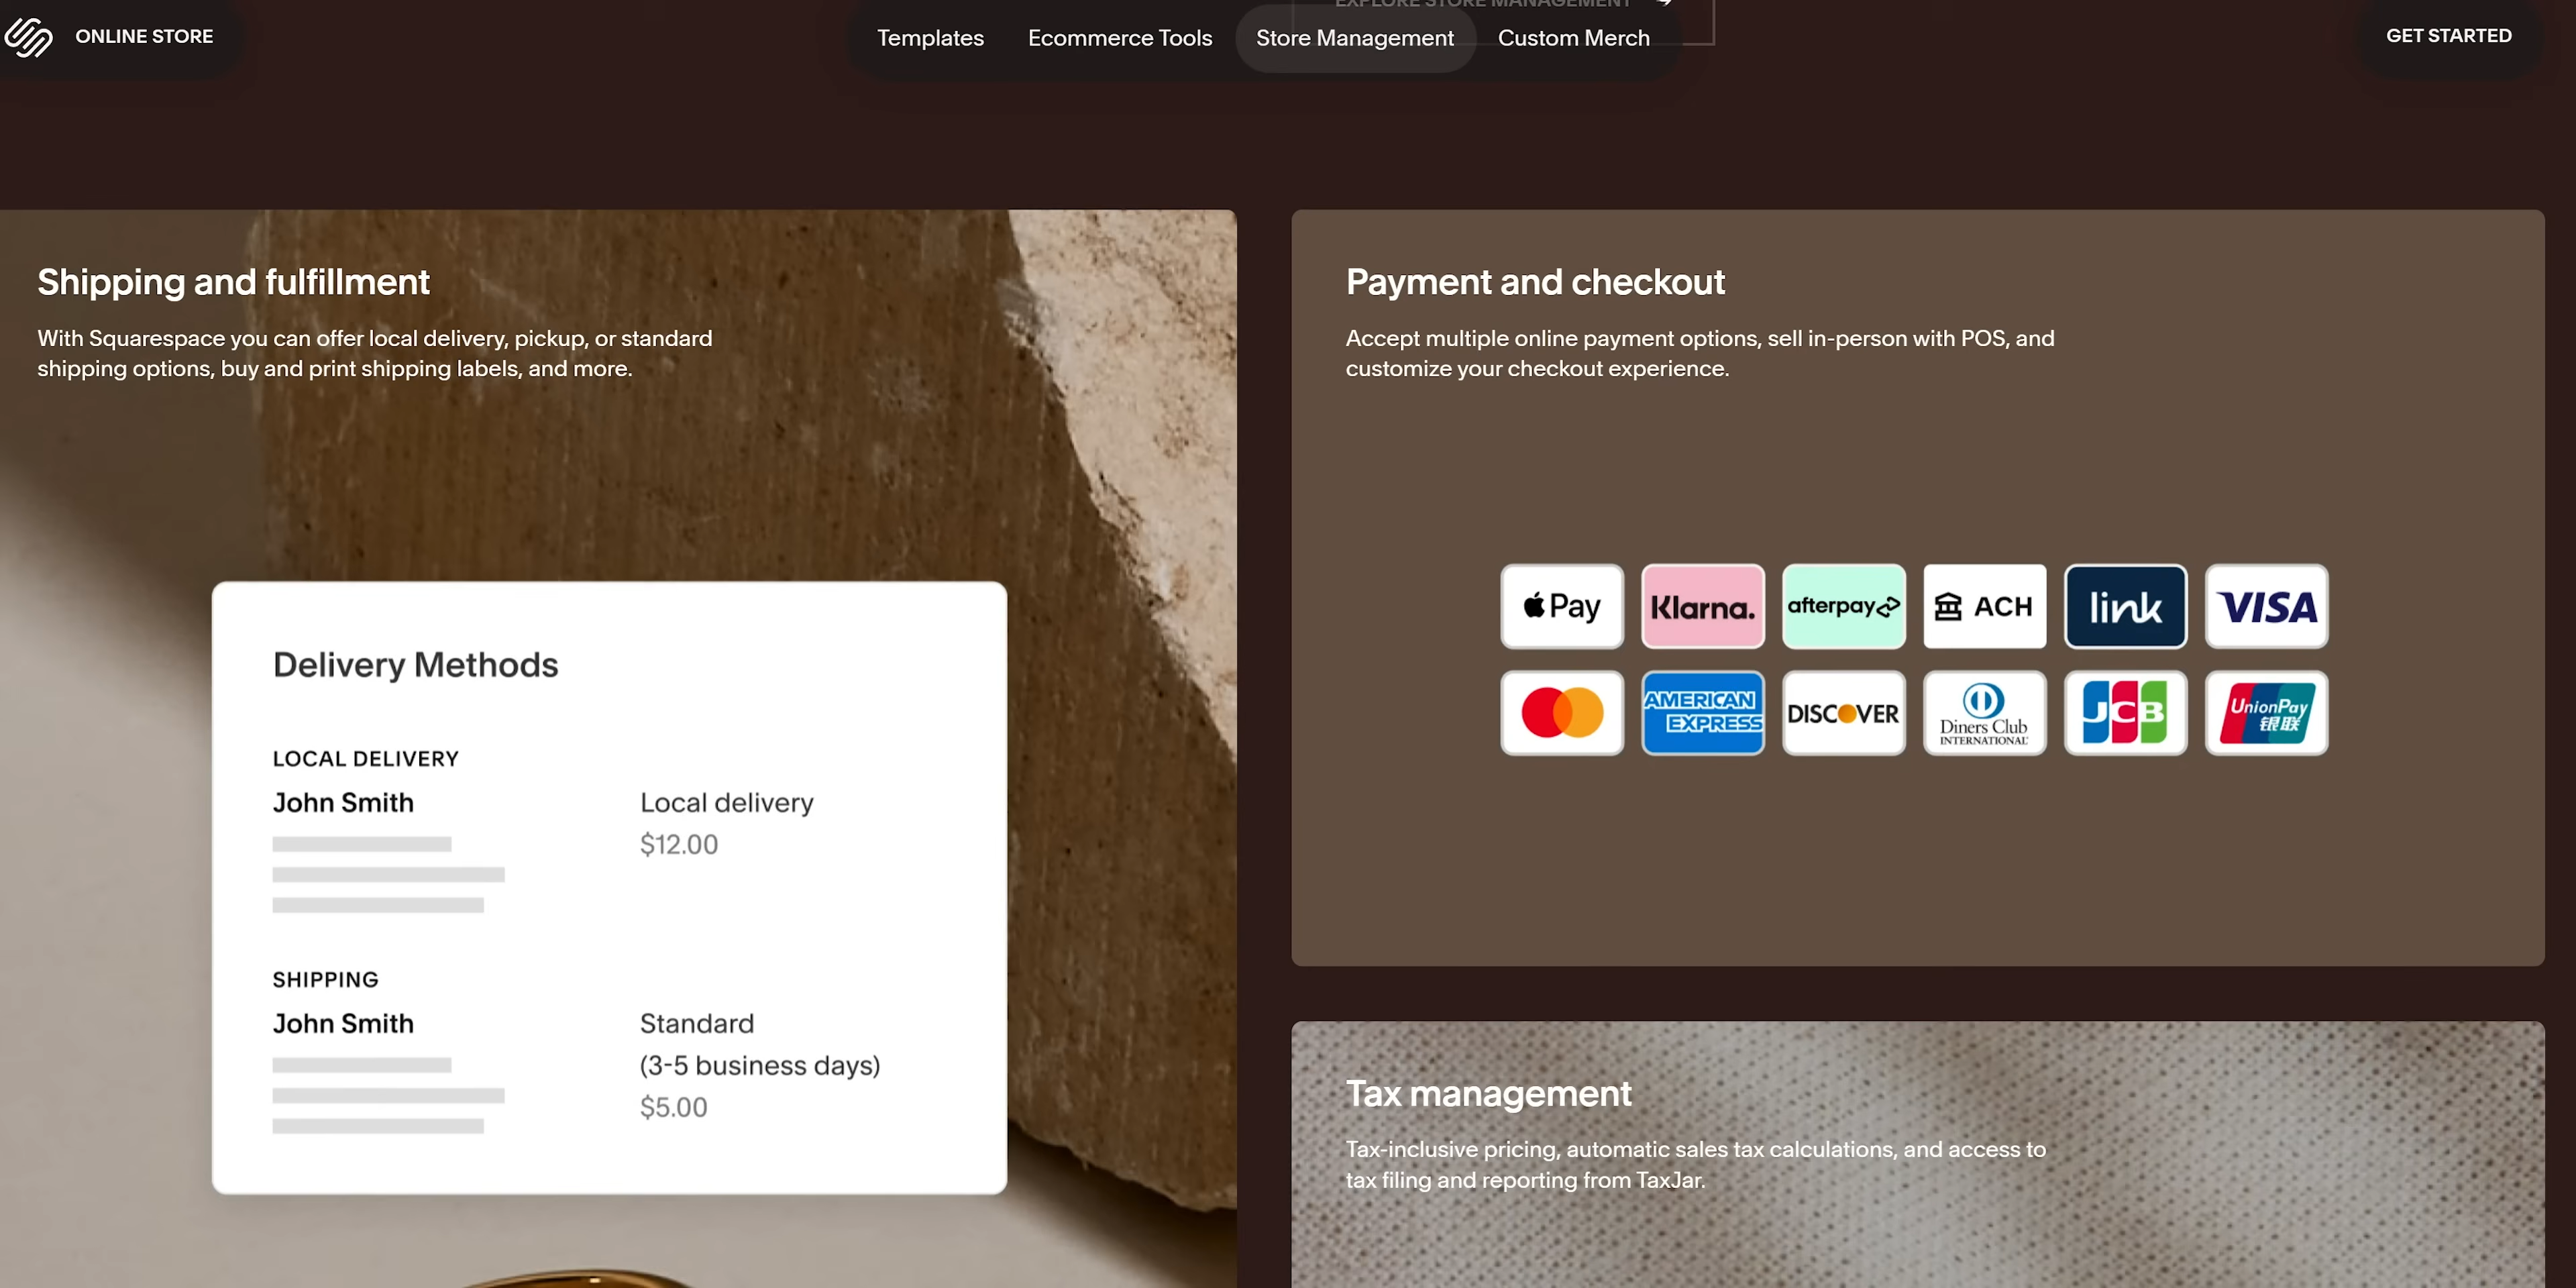 EXPLORE STORE MANAGEMENT
ONLINE STORE
Templates
Ecommerce Tools
Store Management
Custom Merch
GET STARTED
Shipping and fulfillment
With Squarespace you can offer local delivery, pickup, or standard
shipping options, buy and print shipping labels, and more.
Delivery Methods
LOCAL DELIVERY
John Smith
Local delivery
$12.00
SHIPPING
John Smith
Standard
(3-5 business days)
$5.00
Payment and checkout
Accept multiple online payment options, sell in-person with POS, and
customize your checkout experience.
Pay
Klarna.
afterpay
ACH
link
VISA
AMERICAN
EXPRESS
DISCOVER
Diners Club
INTERNATIONAL
JCB
UnionPay
银联
Tax management
Tax-inclusive pricing, automatic sales tax calculations, and access to
tax filing and reporting from TaxJar.